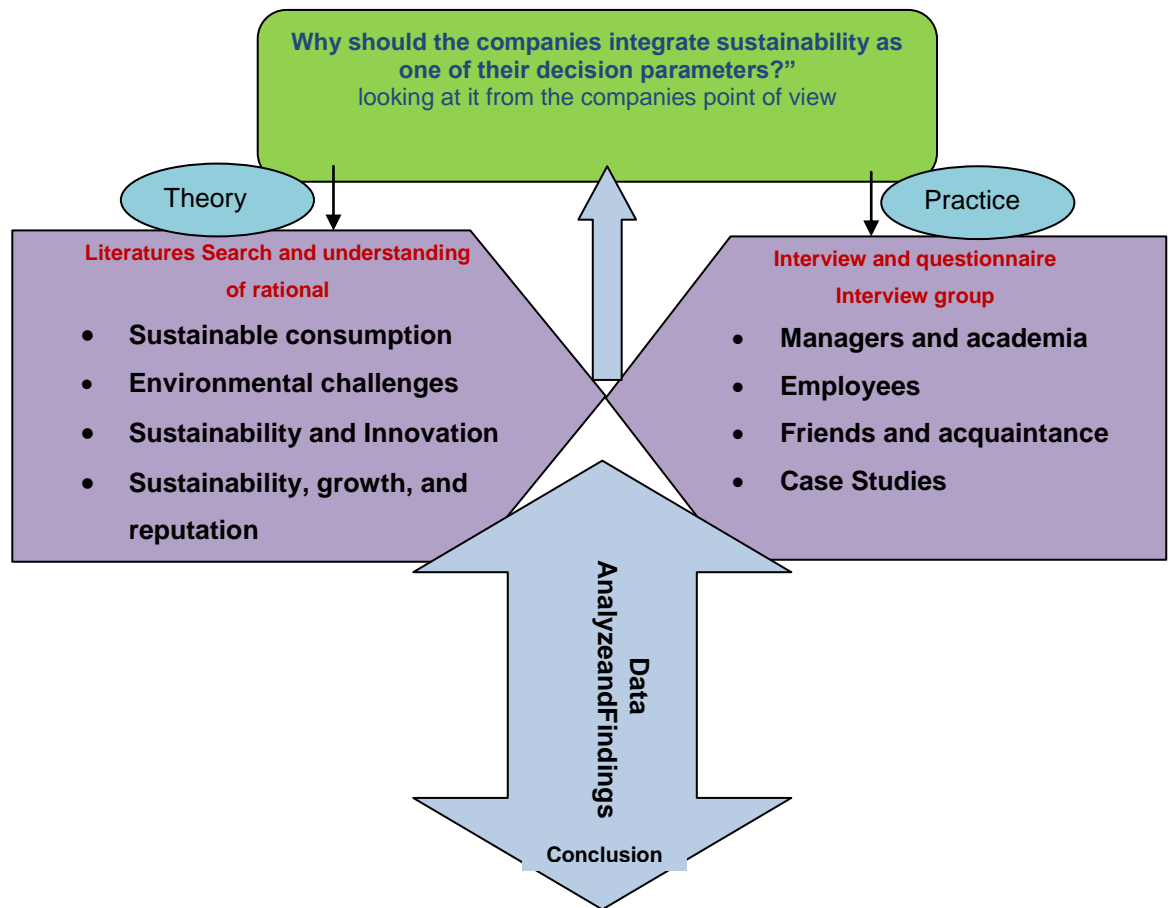 Why should the companies integrate sustainability as
one of their decision parameters?”
looking at it from the companies point of view
Theory
Practice
Literatures Search and understanding
of rational
• Sustainable consumption
• Environmental challenges
• Sustainability and Innovation
• Sustainability, growth, and
reputation
Interview and questionnaire
Interview group
• Managers and academia
• Employees
• Friends and acquaintance
• Case Studies
Data
AnalyzeandFindings
Conclusion